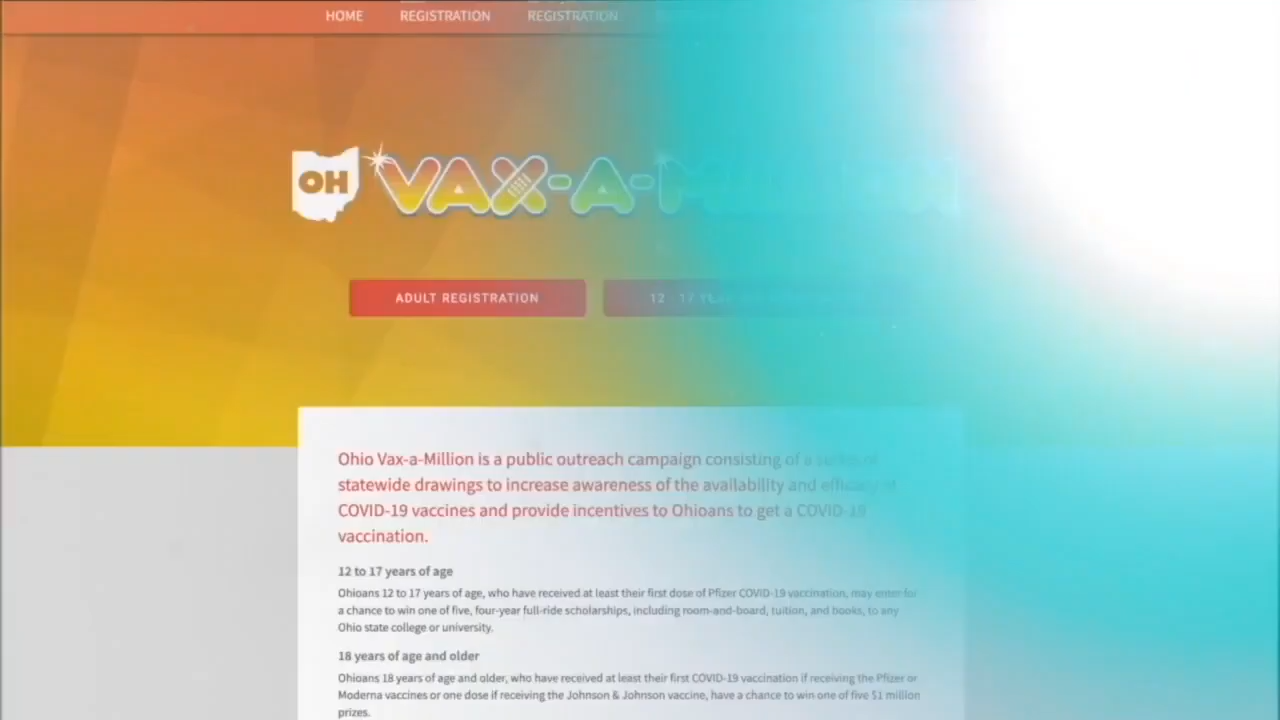 HOME REGISTRATION REGISTRATION
OH VAX-A-M
ADULT REGISTRATION 12 - 17 YEAR
Ohio Vax-a-Million is a public outreach campaign consisting of a
statewide drawings to increase awareness of the availability and efficacy of
COVID-19 vaccines and provide incentives to Ohioans to get a COVID-19
vaccination.
12 to 17 years of age
Ohioans 12 to 17 years of age, who have received at least their first dose of Pfizer COVID-19 vaccination, may enter for
a chance to win one of five, four-year full-ride scholarships, including room-and-board, tuition, and books, to any
Ohio state college or university.
18 years of age and older
Ohioans 18 years of age and older, who have received at least their first COVID-19 vaccination if receiving the Pfizer or
Moderna vaccines or one dose if receiving the Johnson & Johnson vaccine, have a chance to win one of five $1 million
prizes.